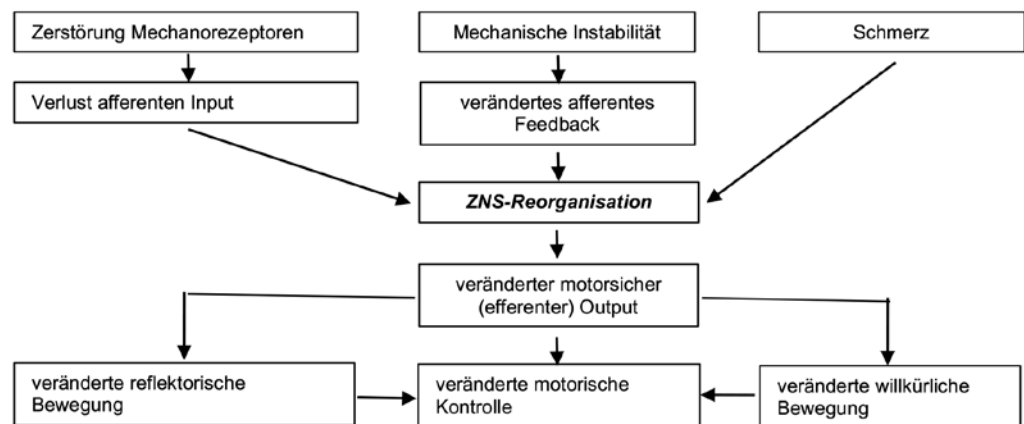 Zerstörung Mechanorezeptoren
Mechanische Instabilität
Schmerz
Verlust afferenten Input
verändertes afferentes
Feedback
ZNS-Reorganisation
veränderter motorsicher
(efferenter) Output
veränderte reflektorische
Bewegung
veränderte motorische
Kontrolle
veränderte willkürliche
Bewegung